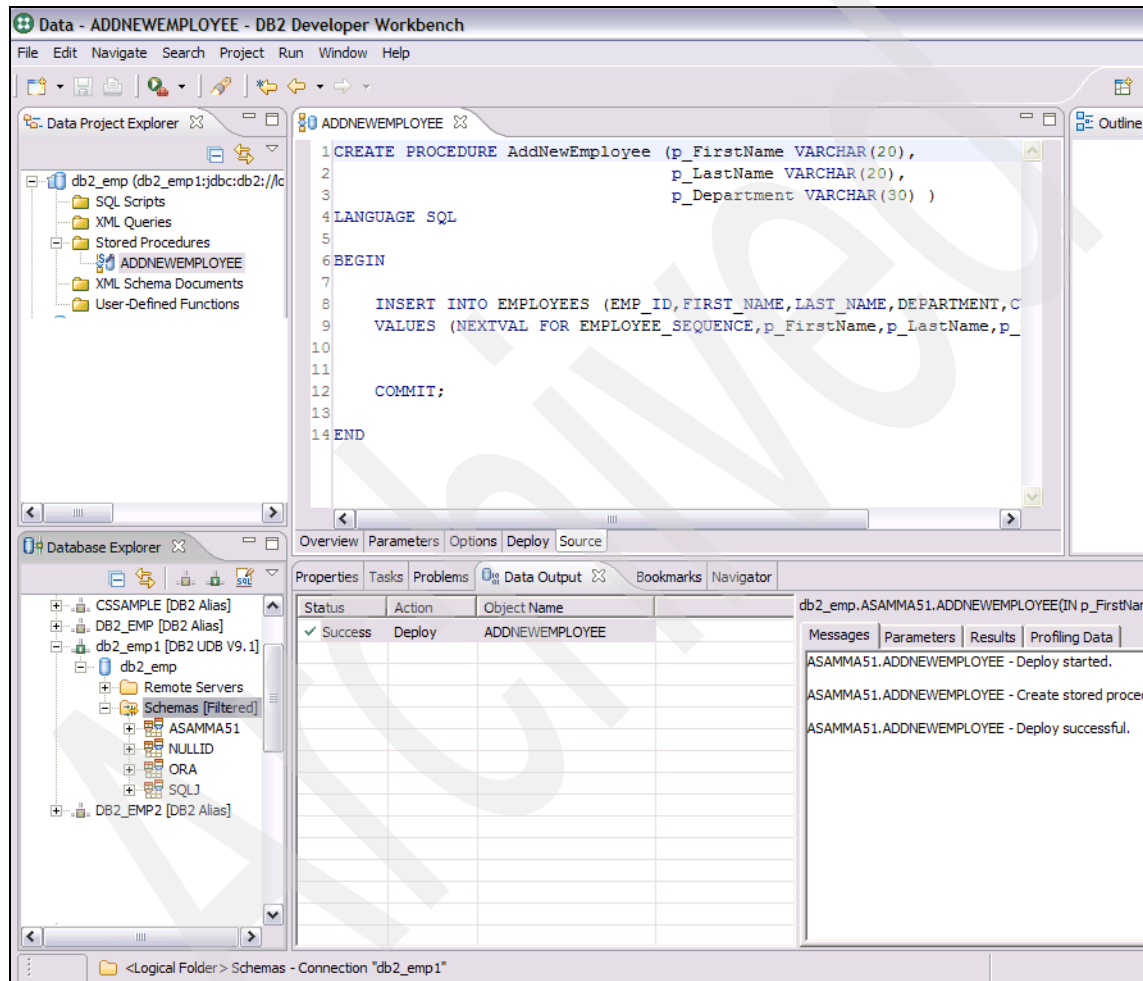 Data - ADDNEWEMPLOYEE - DB2 Developer Workbench
File Edit Navigate Search Project Run Window Help
Data Project Explorer
db2_emp (db2_emp1:jdbc:db2://lo
SQL Scripts
XML Queries
Stored Procedures
ADDNEWEMPLOYEE
XML Schema Documents
User-Defined Functions
ADDNEWEMPLOYEE
1 CREATE PROCEDURE AddNewEmployee (p_FirstName VARCHAR(20),
2 p_LastName VARCHAR(20),
3 p_Department VARCHAR(30) )
4 LANGUAGE SQL
5
6 BEGIN
7
8 INSERT INTO EMPLOYEES (EMP_ID,FIRST_NAME,LAST_NAME,DEPARTMENT,C
9 VALUES (NEXTVAL FOR EMPLOYEE_SEQUENCE,p_FirstName,p_LastName,p_
10
11
12 COMMIT;
13
14 END
Overview Parameters Options Deploy Source
Outline
Database Explorer
CSSAMPLE [DB2 Alias]
DB2_EMP [DB2 Alias]
db2_emp1 [DB2 UDB V9.1]
db2_emp
Remote Servers
Schemas [Filtered]
ASAMMA51
NULLID
ORA
SQLJ
DB2_EMP2 [DB2 Alias]
Properties Tasks Problems Data Output Bookmarks Navigator
Status Action Object Name
Success Deploy ADDNEWEMPLOYEE
db2_emp.ASAMMA51.ADDNEWEMPLOYEE(IN p_FirstNar
Messages Parameters Results Profiling Data
ASAMMA51.ADDNEWEMPLOYEE - Deploy started.
ASAMMA51.ADDNEWEMPLOYEE - Create stored proced
ASAMMA51.ADDNEWEMPLOYEE - Deploy successful.
<Logical Folder> Schemas - Connection "db2_emp1"
Archived